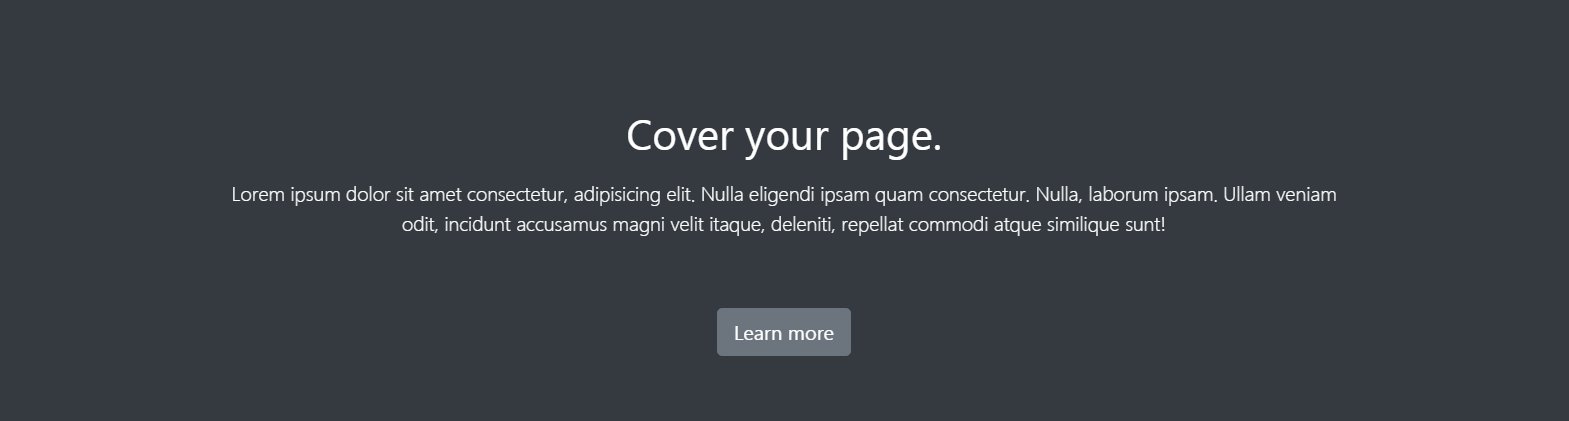 Cover your page.
Lorem ipsum dolor sit amet consectetur, adipisicing elit. Nulla eligendi ipsam quam consectetur. Nulla, laborum ipsam. Ullam veniam
odit, incidunt accusamus magni velit itaque, deleniti, repellat commodi atque similique sunt!
Learn more